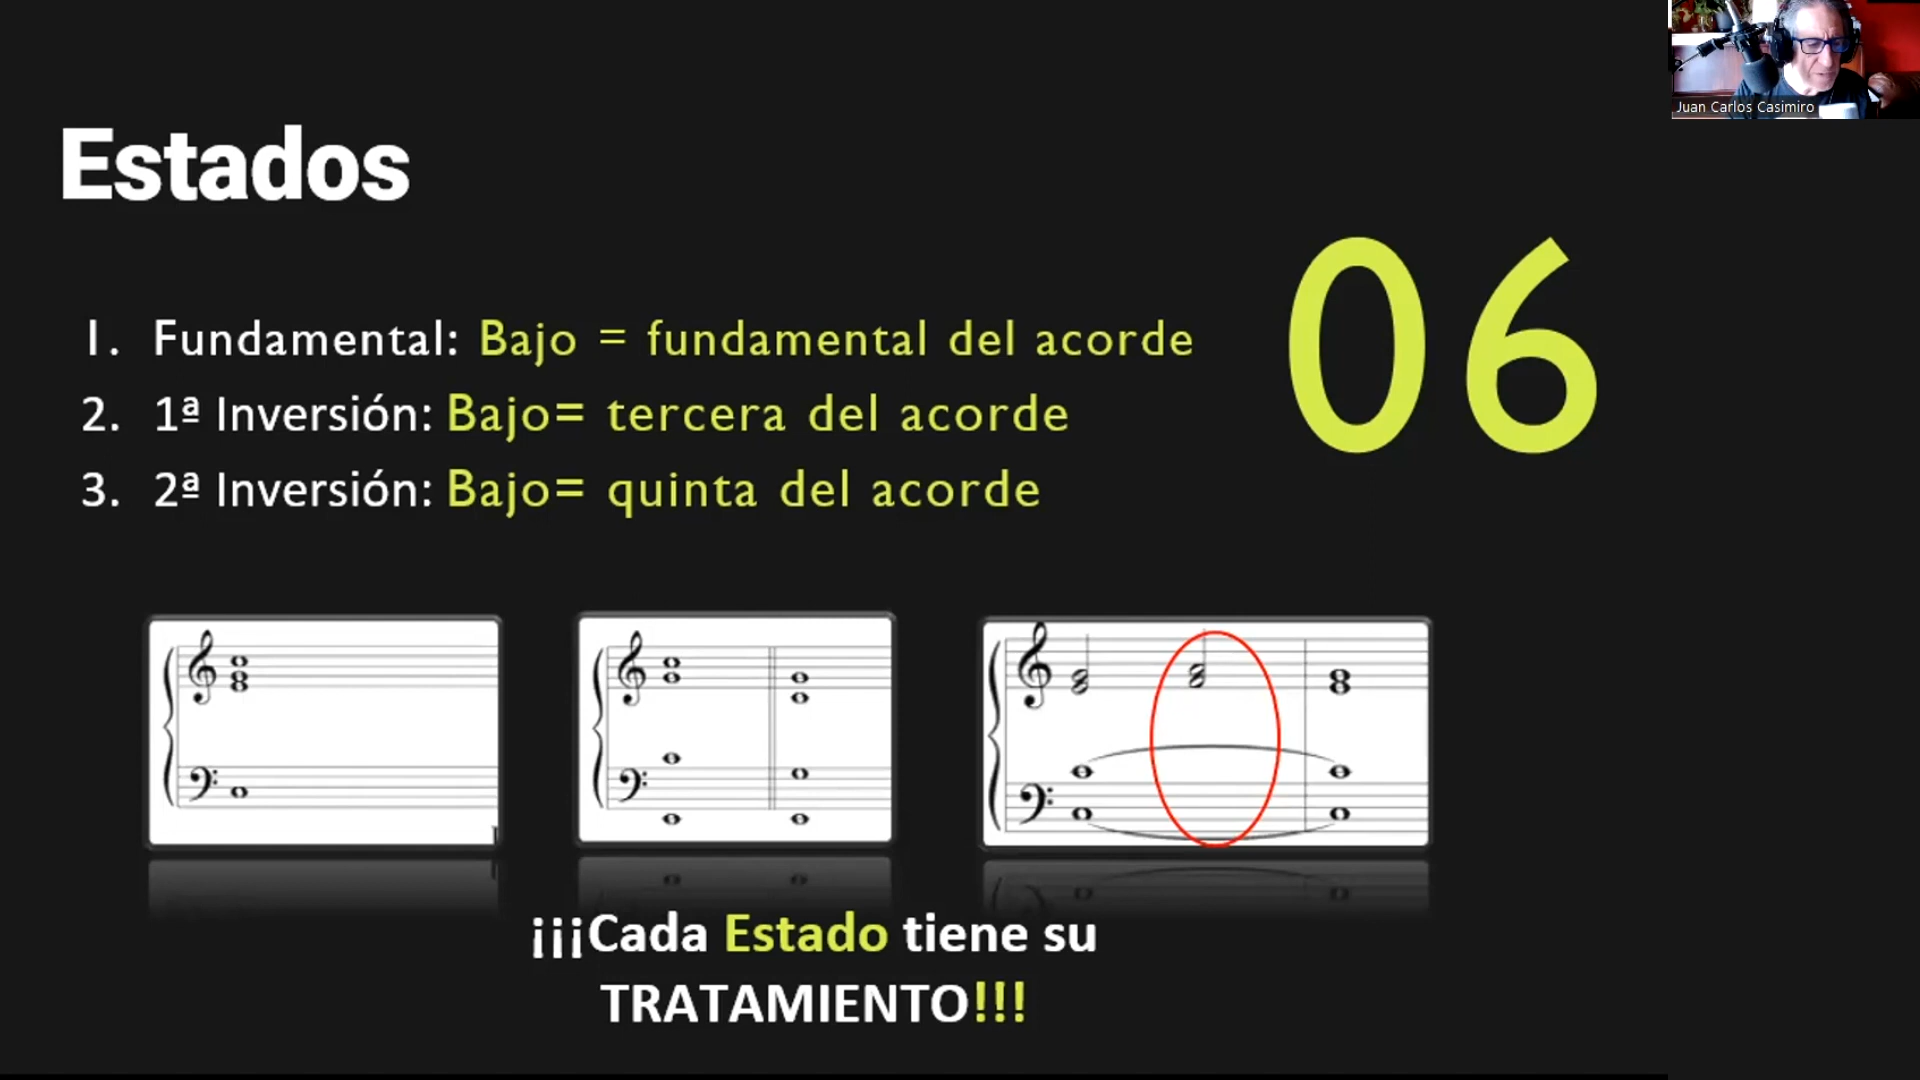 Juan Carlos Casimiro
Estados
06
1. Fundamental: Bajo = fundamental del acorde
2. 1ª Inversión: Bajo= tercera del acorde
3. 2ª Inversión: Bajo= quinta del acorde
¡¡¡Cada Estado tiene su
TRATAMIENTO!!!